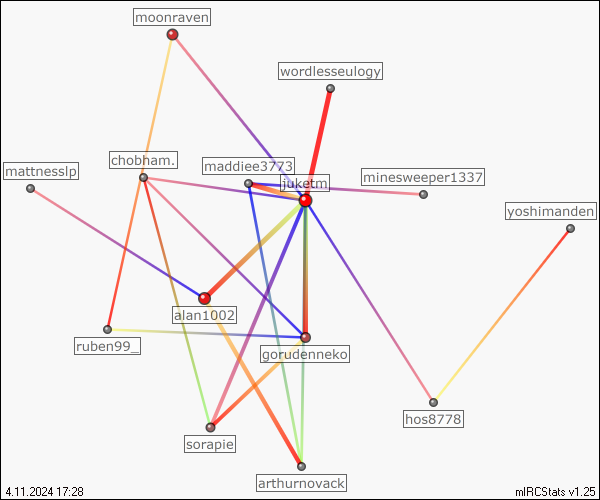 moonraven
wordlesseulogy
chobham.
maddiee3773
mattnesslp
juketm
minesweeper1337
yoshimanden
alan1002
ruben99_
gorudenneko
hos8778
sorapie
arthurnovack
4.11.2024 17:28
mIRCStats v1.25